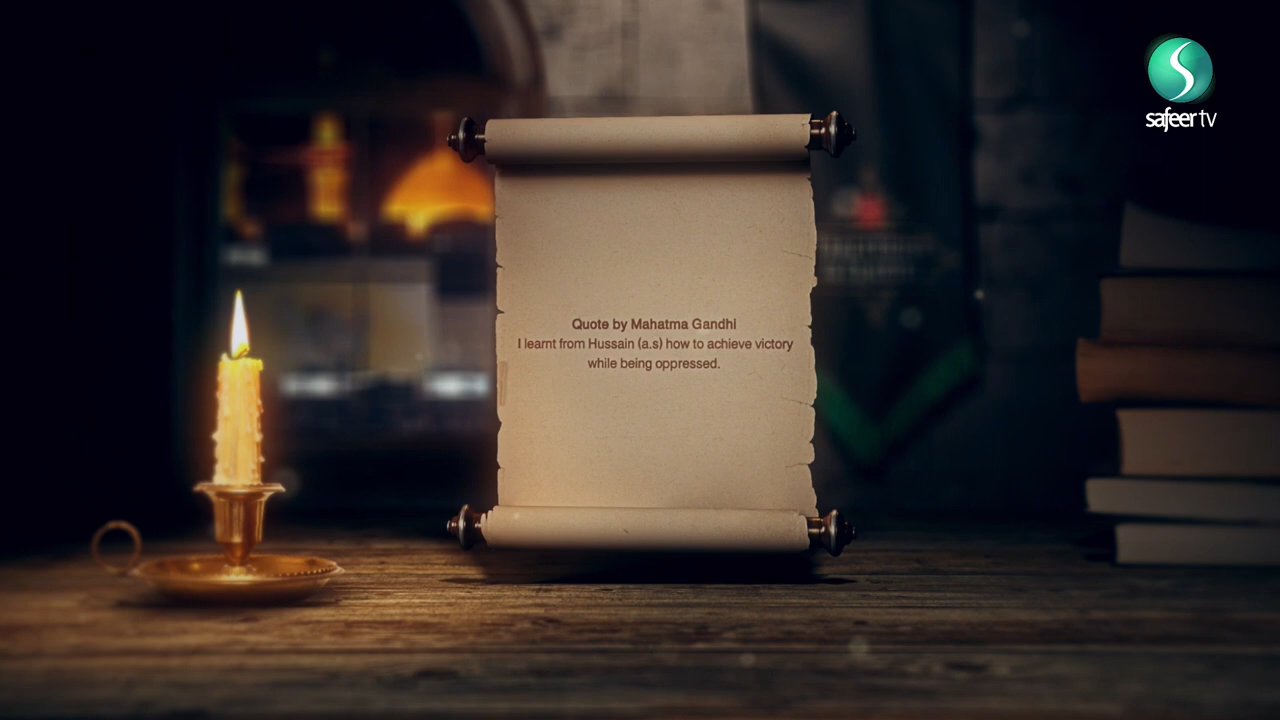 safeer tv
Quote by Mahatma Gandhi
I learnt from Hussain (a.s) how to achieve victory
while being oppressed.